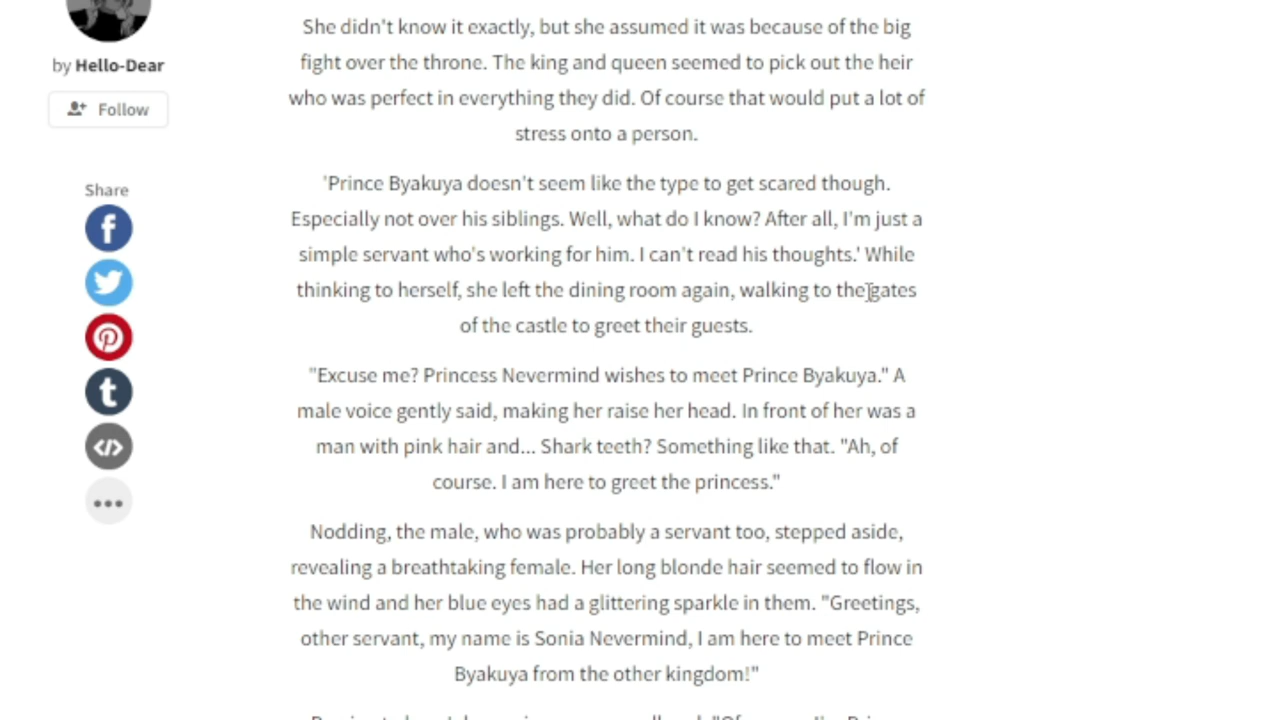 by Hello-Dear
Follow
Share
She didn't know it exactly, but she assumed it was because of the big
fight over the throne. The king and queen seemed to pick out the heir
who was perfect in everything they did. Of course that would put a lot of
stress onto a person.
'Prince Byakuya doesn't seem like the type to get scared though.
Especially not over his siblings. Well, what do I know? After all, I'm just a
simple servant who's working for him. I can't read his thoughts.' While
thinking to herself, she left the dining room again, walking to the gates
of the castle to greet their guests.
"Excuse me? Princess Nevermind wishes to meet Prince Byakuya." A
male voice gently said, making her raise her head. In front of her was a
man with pink hair and... Shark teeth? Something like that. "Ah, of
course. I am here to greet the princess."
Nodding, the male, who was probably a servant too, stepped aside,
revealing a breathtaking female. Her long blonde hair seemed to flow in
the wind and her blue eyes had a glittering sparkle in them. "Greetings,
other servant, my name is Sonia Nevermind, I am here to meet Prince
Byakuya from the other kingdom!"